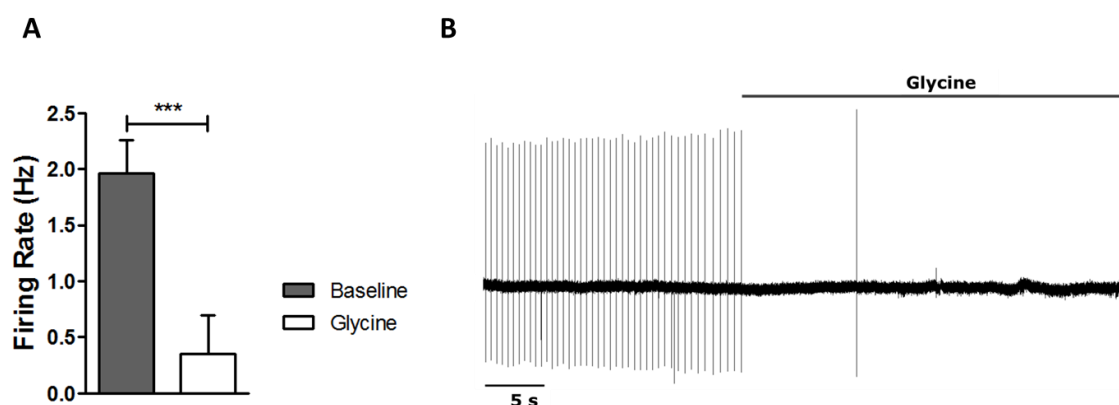 A
B
Glycine
***
2.5
2.0
1.5
1.0
0.5
0.0
Firing Rate (Hz)
Baseline
Glycine
5 s